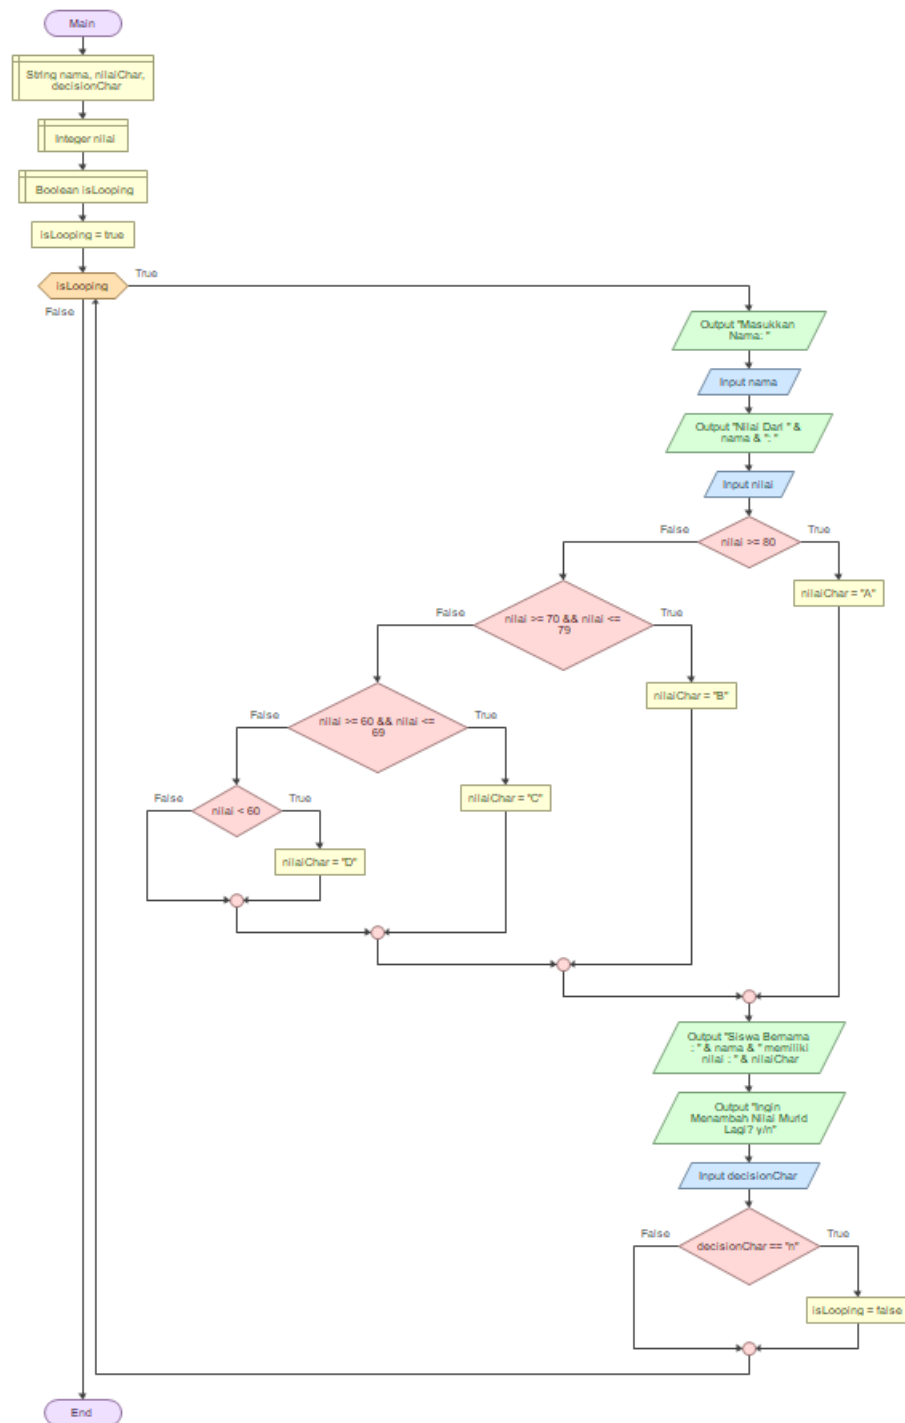 Main
String nama, nilaiChar,
decisionChar
Integer nilai
Boolean isLooping
isLooping = true
isLooping
True
False
Output "Masukkan
Nama: "
Input nama
Output "Nilai Dari " &
nama & ": "
Input nilai
False
nilai >= 80
True
nilaiChar = "A"
False
nilai >= 70 && nilai <=
79
True
nilaiChar = "B"
False
nilai >= 60 && nilai <=
69
True
nilaiChar = "C"
False
nilai < 60
True
nilaiChar = "D"
Output "Siswa Bernama
: " & nama & " memiliki
nilai : " & nilaiChar
Output "Ingin
Menambah Nilai Murid
Lagi? y/n"
Input decisionChar
False
decisionChar == "n"
True
isLooping = false
End